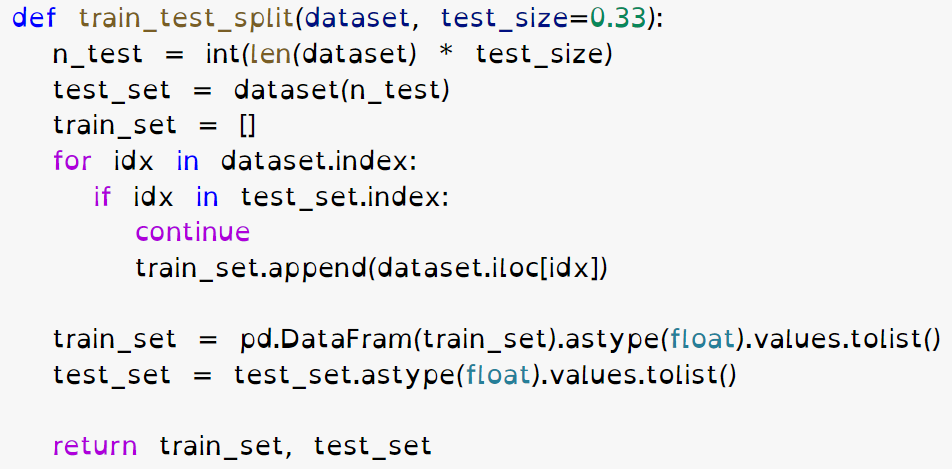 def train_test_split(dataset, test_size=0.33):
    n_test = int(len(dataset) * test_size)
    test_set = dataset(n_test)
    train_set = []
    for idx in dataset.index:
        if idx in test_set.index:
            continue
            train_set.append(dataset.iloc[idx])

    train_set = pd.DataFram(train_set).astype(float).values.tolist()
    test_set = test_set.astype(float).values.tolist()

    return train_set, test_set